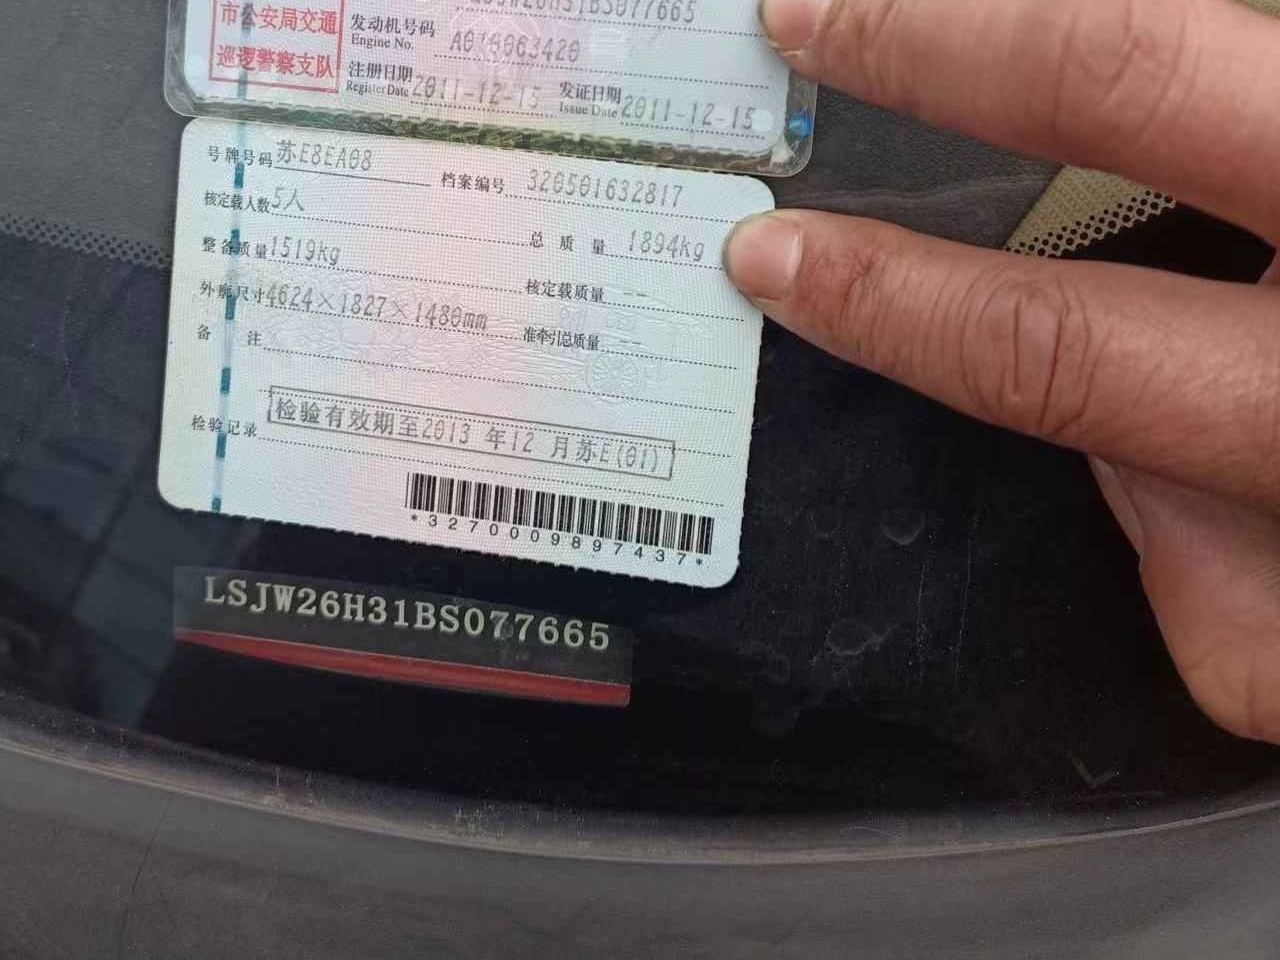 LSJW26H31BS077665
市公安局交通
巡逻警察支队
发动机号码
Engine No.
A010063420
注册日期
Register Date
2011-12-15
发证日期
Issue Date
2011-12-15
号牌号码 苏E8EA08 档案编号 320501632817
核定载人数 5人 总质量 1894kg
整备质量 1519kg 核定载质量 --
外廓尺寸 4624×1827×1480mm 准牵引总质量 --
备注
检验记录 检验有效期至2013 年12 月苏E(01)
*3270009897437*
LSJW26H31BS077665